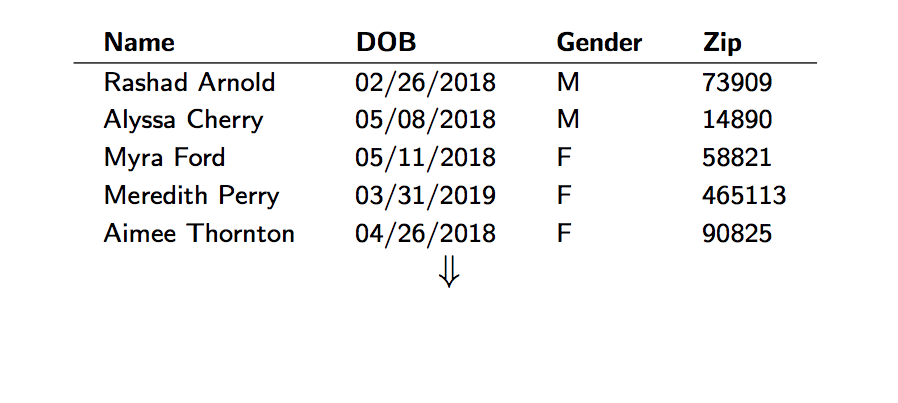 Name DOB Gender Zip
Rashad Arnold 02/26/2018 M 73909
Alyssa Cherry 05/08/2018 M 14890
Myra Ford 05/11/2018 F 58821
Meredith Perry 03/31/2019 F 465113
Aimee Thornton 04/26/2018 F 90825
⇓